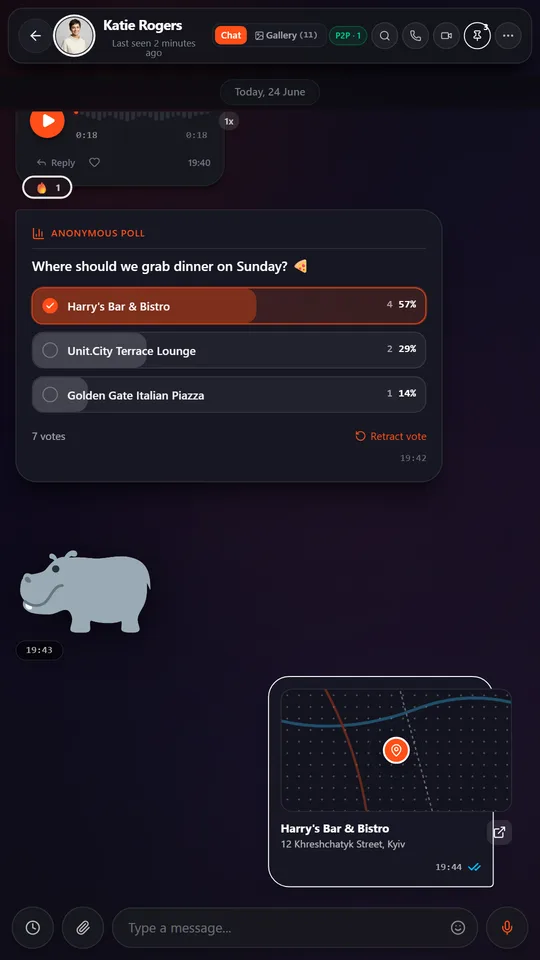 Katie Rogers
Last seen 2 minutes
ago
Chat
Gallery (11)
P2P · 1
3
Today, 24 June
0:18
0:18
1x
Reply
19:40
🔥 1
ANONYMOUS POLL
Where should we grab dinner on Sunday? 🍕
Harry's Bar & Bistro
4 57%
Unit.City Terrace Lounge
2 29%
Golden Gate Italian Piazza
1 14%
7 votes
Retract vote
19:42
19:43
Harry's Bar & Bistro
12 Khreshchatyk Street, Kyiv
19:44
Type a message...